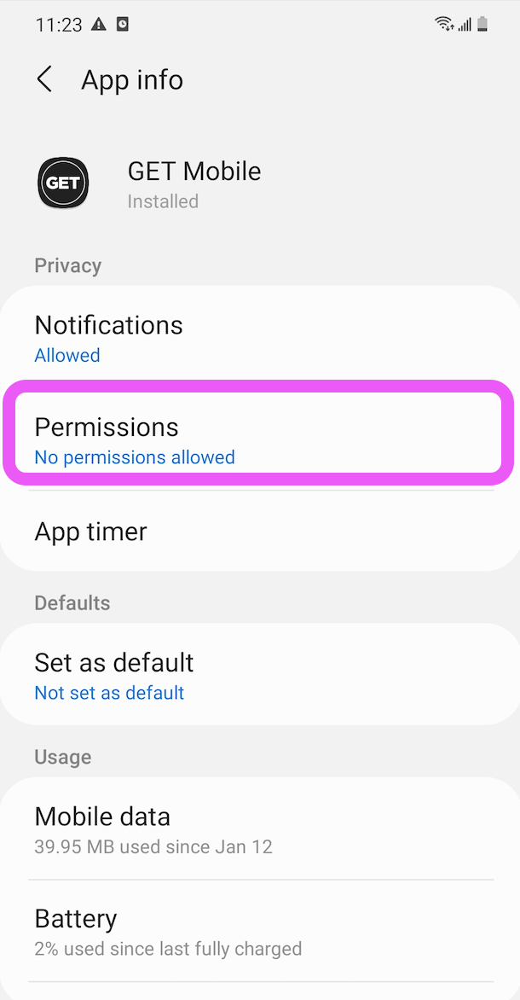 11:23
App info
GET
GET Mobile
Installed
Privacy
Notifications
Allowed
Permissions
No permissions allowed
App timer
Defaults
Set as default
Not set as default
Usage
Mobile data
39.95 MB used since Jan 12
Battery
2% used since last fully charged